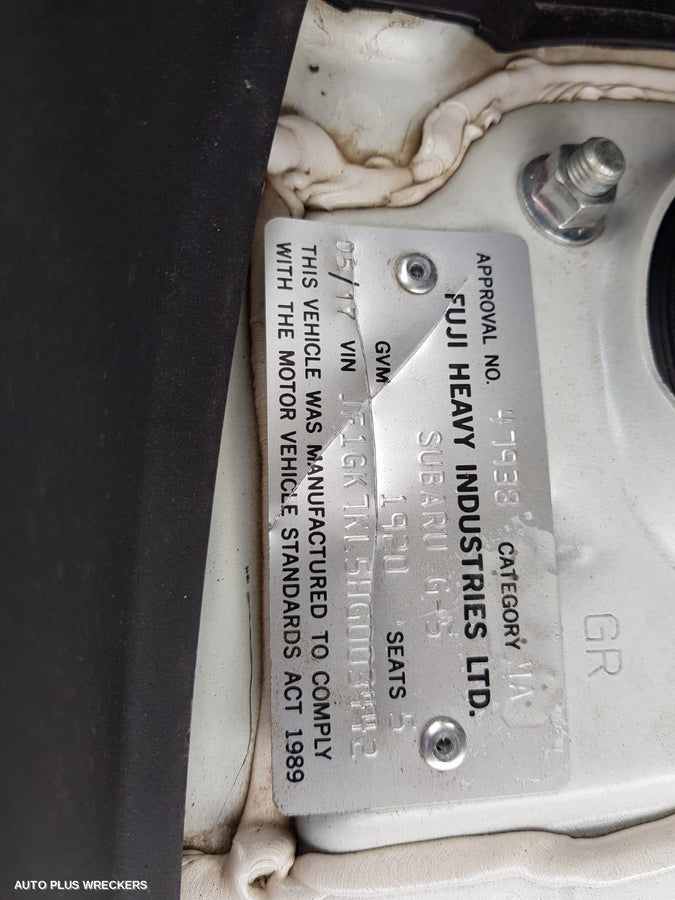 APPROVAL NO. 47938 CATEGORY MA
FUJI HEAVY INDUSTRIES LTD.
SUBARU G-5
GVM 1920 SEATS 5
05/17 VIN JF1GK7KL5HG003442
THIS VEHICLE WAS MANUFACTURED TO COMPLY
WITH THE MOTOR VEHICLE STANDARDS ACT 1989
GR
AUTO PLUS WRECKERS